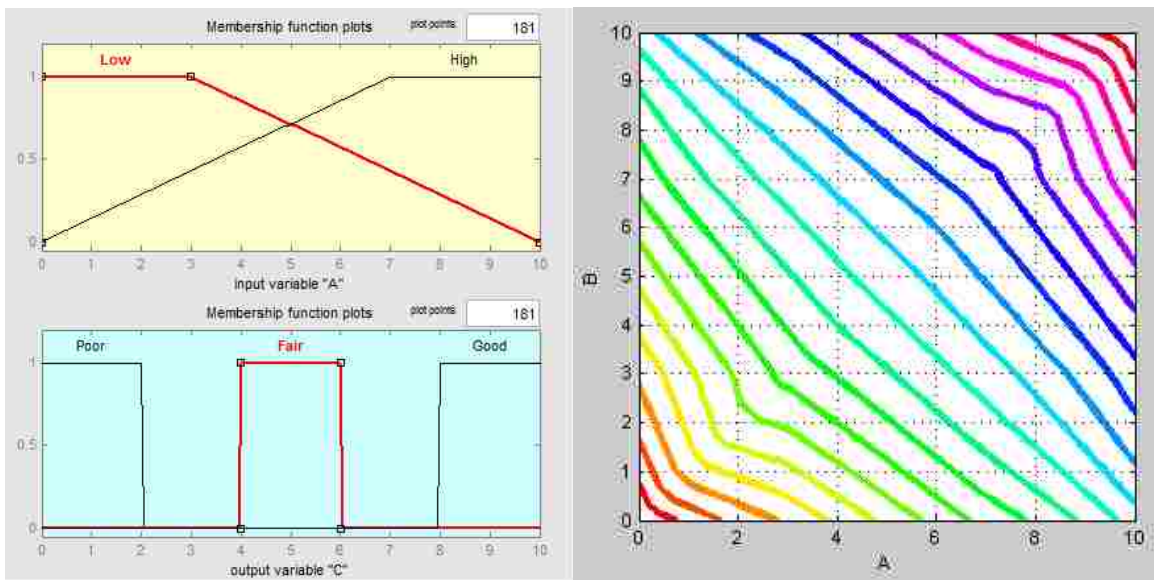 Membership function plots
plot points:
181
Low
High
1
0.5
0
0 1 2 3 4 5 6 7 8 9 10
input variable "A"
Membership function plots
plot points:
181
Poor
Fair
Good
1
0.5
0
0 1 2 3 4 5 6 7 8 9 10
output variable "C"
10
9
8
7
6
5
4
3
2
1
0
B
0 2 4 6 8 10
A